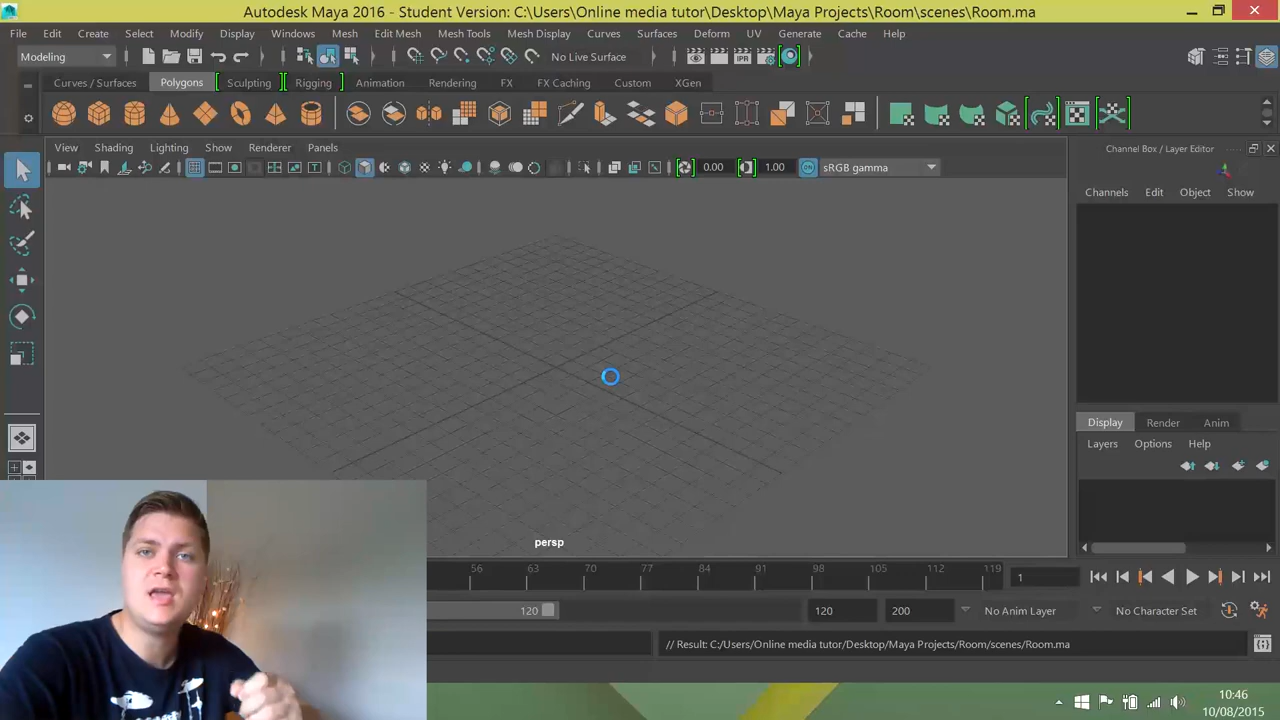 Autodesk Maya 2016 - Student Version: C:\Users\Online media tutor\Desktop\Maya Projects\Room\scenes\Room.ma
File Edit Create Select Modify Display Windows Mesh Edit Mesh Mesh Tools Mesh Display Curves Surfaces Deform UV Generate Cache Help
Modeling No Live Surface IPR
Curves / Surfaces Polygons Sculpting Rigging Animation Rendering FX FX Caching Custom XGen
View Shading Lighting Show Renderer Panels
0.00 1.00 sRGB gamma
Channel Box / Layer Editor
Channels Edit Object Show
persp
Display Render Anim
Layers Options Help
56 63 70 77 84 91 98 105 112 119 1
120 120 200 No Anim Layer No Character Set
// Result: C:/Users/Online media tutor/Desktop/Maya Projects/Room/scenes/Room.ma
10:46
10/08/2015